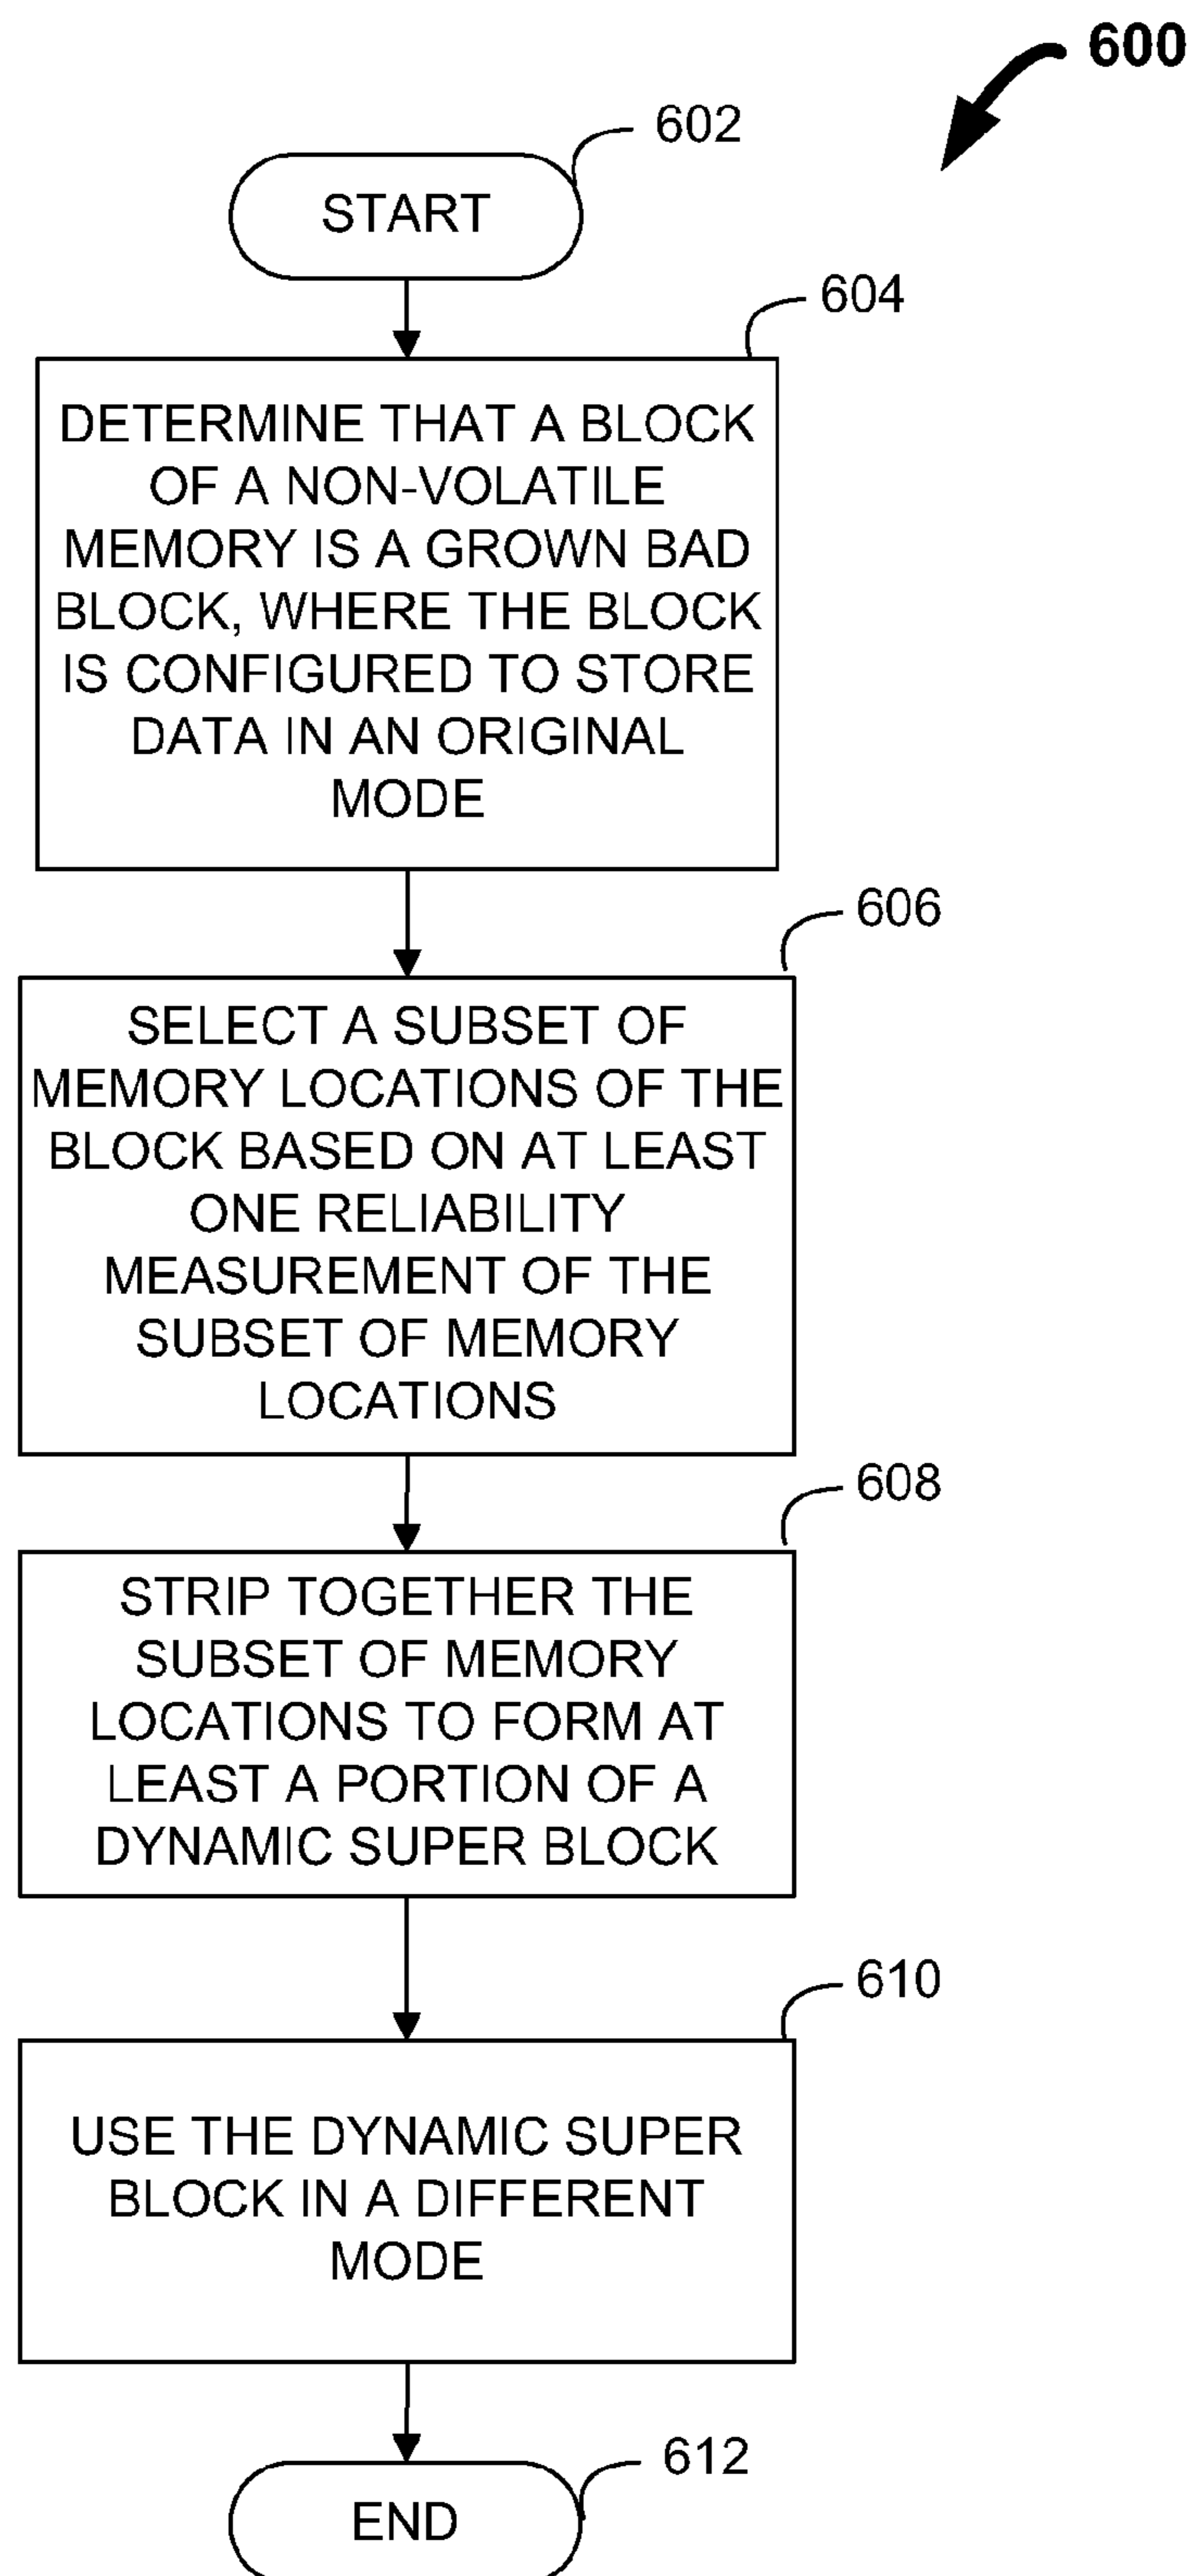 600
602
START
604
DETERMINE THAT A BLOCK
OF A NON-VOLATILE
MEMORY IS A GROWN BAD
BLOCK, WHERE THE BLOCK
IS CONFIGURED TO STORE
DATA IN AN ORIGINAL
MODE
606
SELECT A SUBSET OF
MEMORY LOCATIONS OF THE
BLOCK BASED ON AT LEAST
ONE RELIABILITY
MEASUREMENT OF THE
SUBSET OF MEMORY
LOCATIONS
608
STRIP TOGETHER THE
SUBSET OF MEMORY
LOCATIONS TO FORM AT
LEAST A PORTION OF A
DYNAMIC SUPER BLOCK
610
USE THE DYNAMIC SUPER
BLOCK IN A DIFFERENT
MODE
612
END